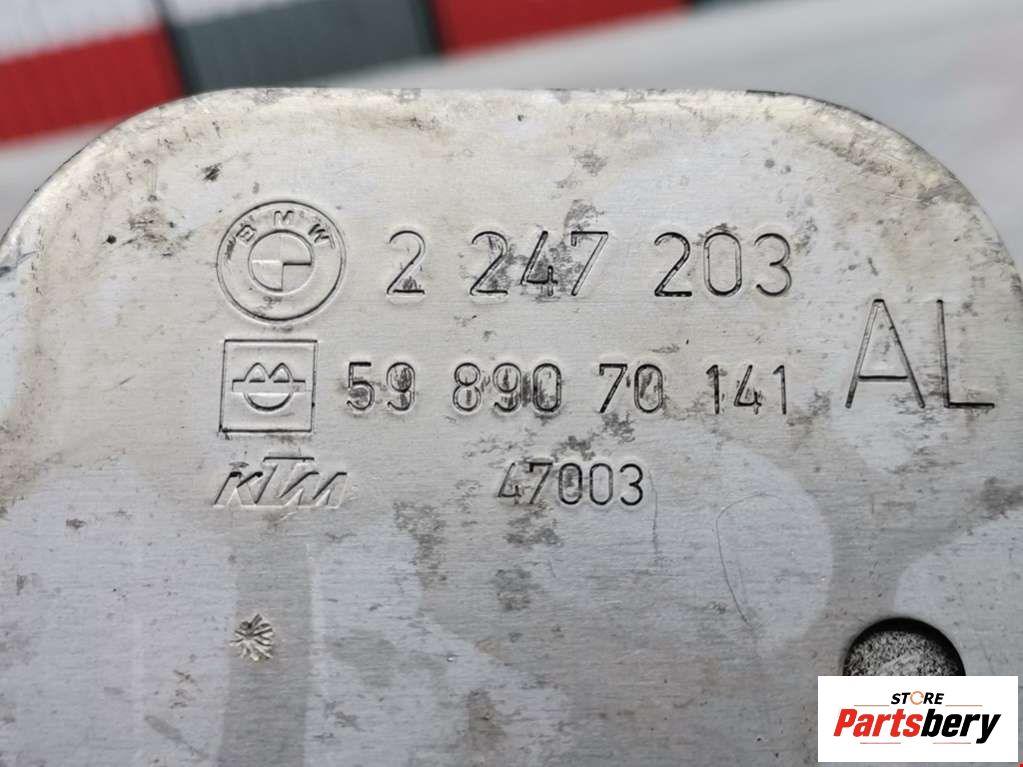 BMW 2 247 203
59 890 70 141
AL
KTM 47003
STORE
Partsbery